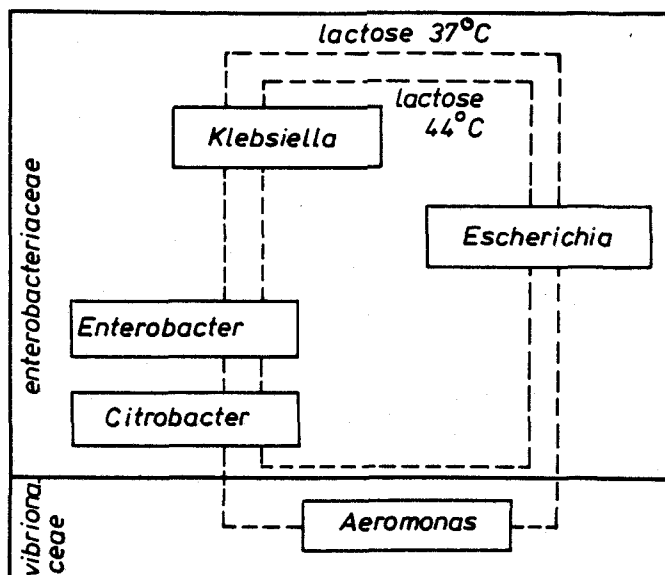 lactose 37°C
lactose
44°C
Klebsiella
Escherichia
Enterobacter
Citrobacter
enterobacteriaceae
Aeromonas
vibriona
ceae